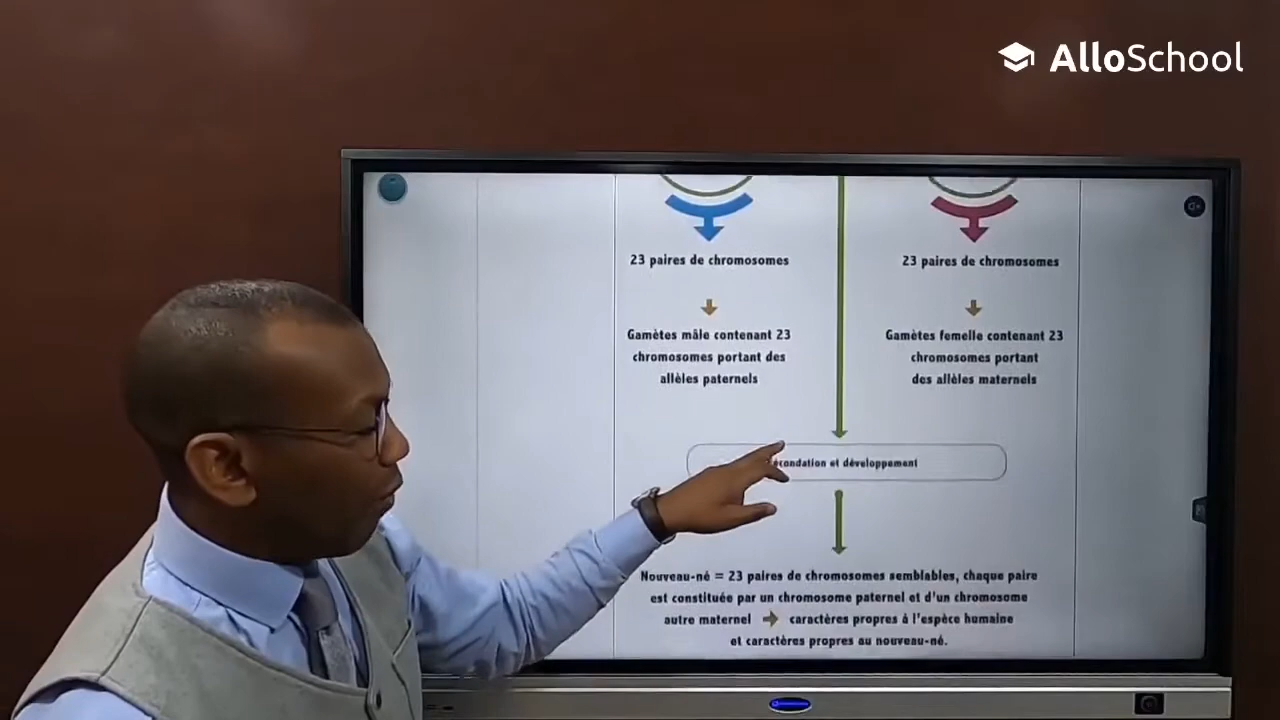 AlloSchool
23 paires de chromosomes
23 paires de chromosomes
Gamètes mâle contenant 23
chromosomes portant des
allèles paternels
Gamètes femelle contenant 23
chromosomes portant
des allèles maternels
écondation et développement
Nouveau-né = 23 paires de chromosomes semblables, chaque paire
est constituée par un chromosome paternel et d'un chromosome
autre maternel ➔ caractères propres à l'espèce humaine
et caractères propres au nouveau-né.